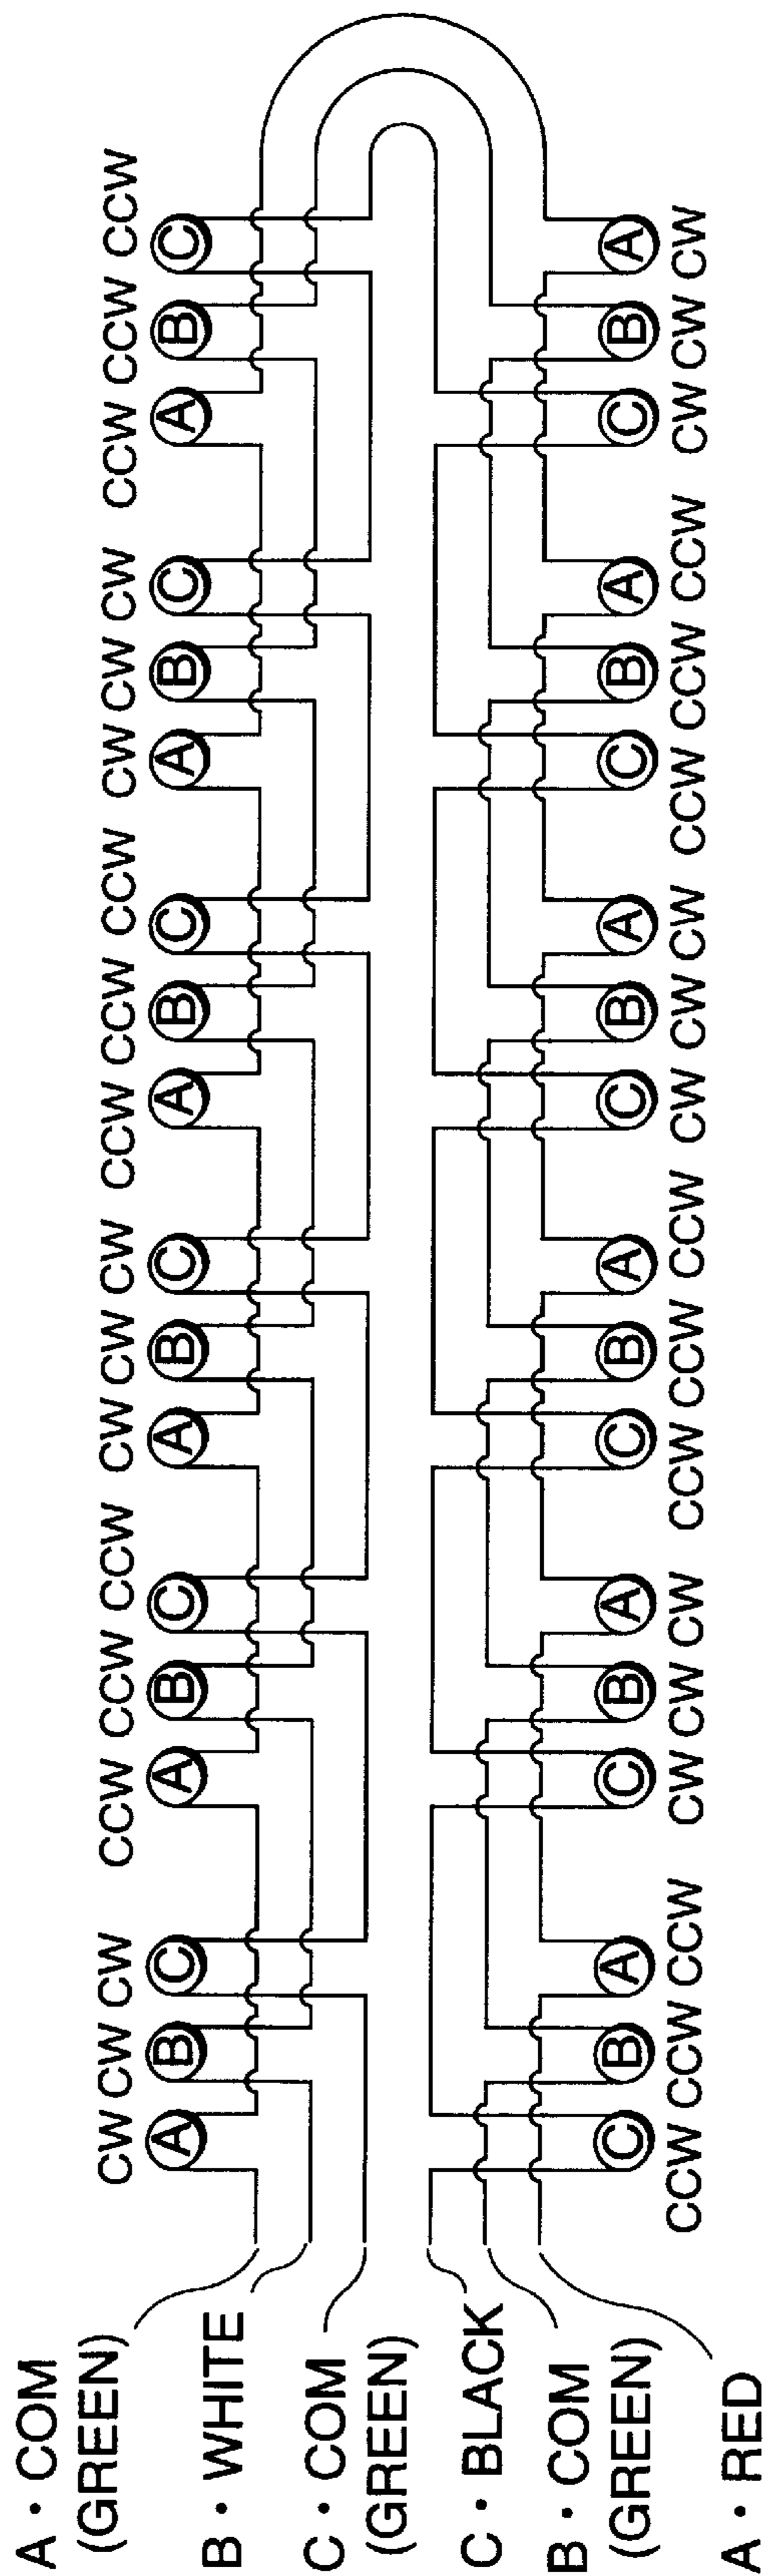 CW CW CW CCW CCW CCW CW CW CW CCW CCW CCW CW CW CW CCW CCW CCW
A B C A B C A B C A B C A B C A B C
A • COM
(GREEN)
B • WHITE
C • COM
(GREEN)
C • BLACK
B • COM
(GREEN)
A • RED
C B A C B A C B A C B A C B A C B A
CCW CCW CCW CW CW CW CCW CCW CCW CW CW CW CCW CCW CCW CW CW CW